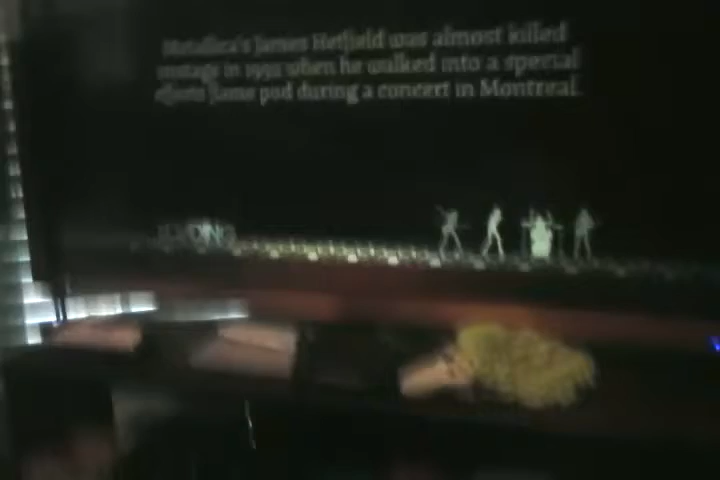 Metallica's James Hetfield was almost killed
onstage in 1992 when he walked into a special
effects flame pod during a concert in Montreal.
LOADING